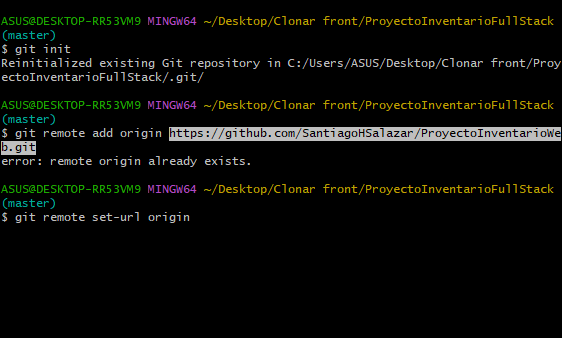 ASUS@DESKTOP-RR53VM9 MINGW64 ~/Desktop/Clonar front/ProyectoInventarioFullStack
(master)
$ git init
Reinitialized existing Git repository in C:/Users/ASUS/Desktop/Clonar front/Proy
ectoInventarioFullStack/.git/
ASUS@DESKTOP-RR53VM9 MINGW64 ~/Desktop/Clonar front/ProyectoInventarioFullStack
(master)
$ git remote add origin https://github.com/SantiagoHSalazar/ProyectoInventarioWe
b.git
error: remote origin already exists.
ASUS@DESKTOP-RR53VM9 MINGW64 ~/Desktop/Clonar front/ProyectoInventarioFullStack
(master)
$ git remote set-url origin